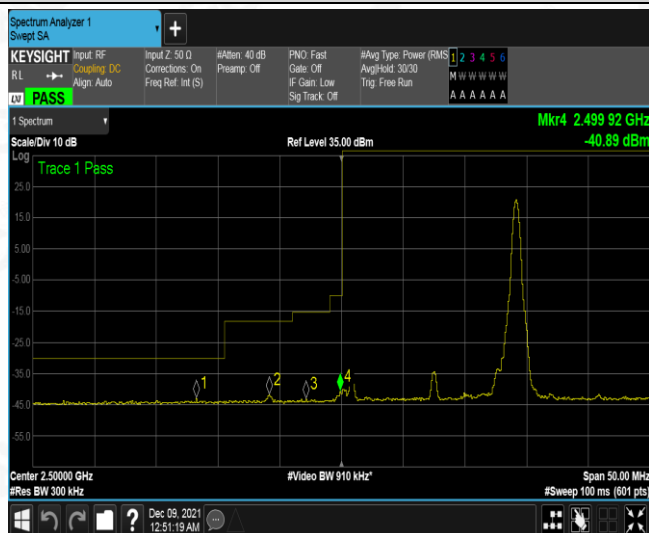 Spectrum Analyzer 1
Swept SA
+
KEYSIGHT Input: RF
RL Coupling: DC
Align: Auto
Input Z: 50 Ω
Corrections: On
Freq Ref: Int (S)
#Atten: 40 dB
Preamp: Off
PNO: Fast
Gate: Off
IF Gain: Low
Sig Track: Off
#Avg Type: Power (RMS
Avg|Hold: 30/30
Trig: Free Run
1 2 3 4 5 6
M W W W W W
A A A A A A
LXI PASS
1 Spectrum
Mkr4 2.499 92 GHz
Scale/Div 10 dB
Ref Level 35.00 dBm
-40.89 dBm
Log
Trace 1 Pass
25.0
15.0
5.00
-5.00
-15.0
-25.0
-35.0
1
2
3
4
-45.0
-55.0
Center 2.50000 GHz
#Video BW 910 kHz*
Span 50.00 MHz
#Res BW 300 kHz
#Sweep 100 ms (601 pts)
?
Dec 09, 2021
12:51:19 AM